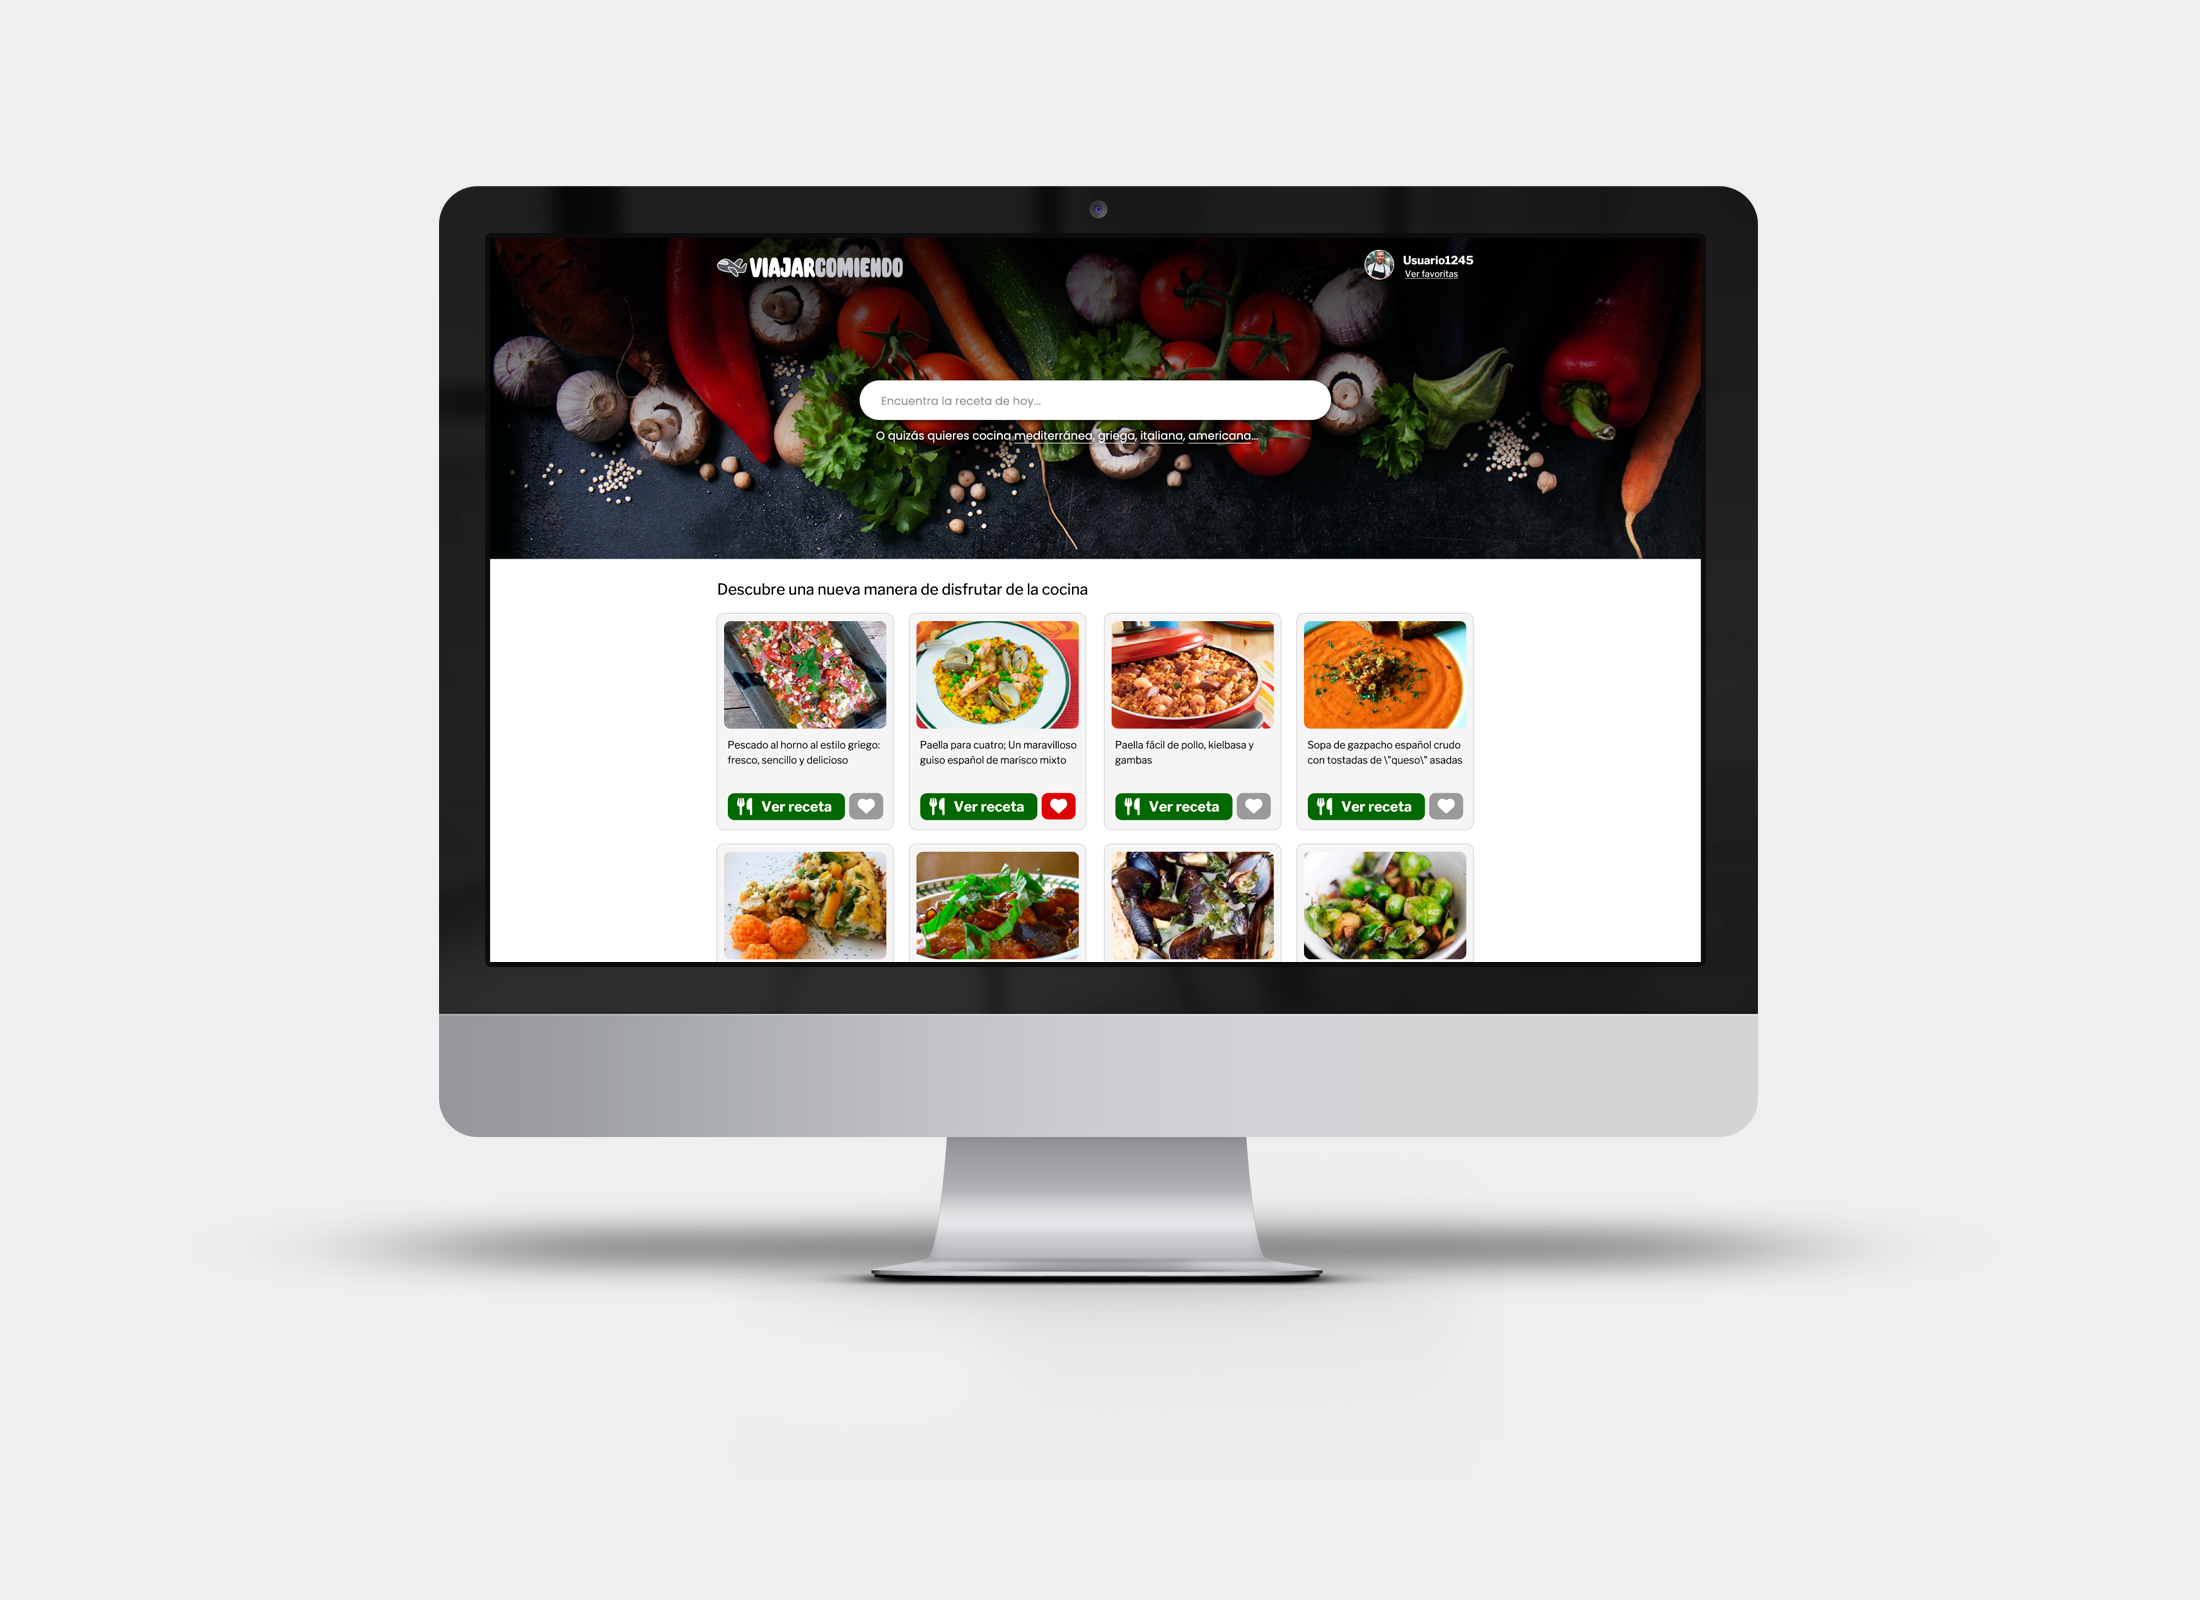 VIAJARCOMIENDO
Usuario1245
Ver favoritas
Encuentra la receta de hoy...
O quizás quieres cocina mediterránea, griega, italiana, americana...
Descubre una nueva manera de disfrutar de la cocina
Pescado al horno al estilo griego:
fresco, sencillo y delicioso
Ver receta
Paella para cuatro; Un maravilloso
guiso español de marisco mixto
Ver receta
Paella fácil de pollo, kielbasa y
gambas
Ver receta
Sopa de gazpacho español crudo
con tostadas de \"queso\" asadas
Ver receta